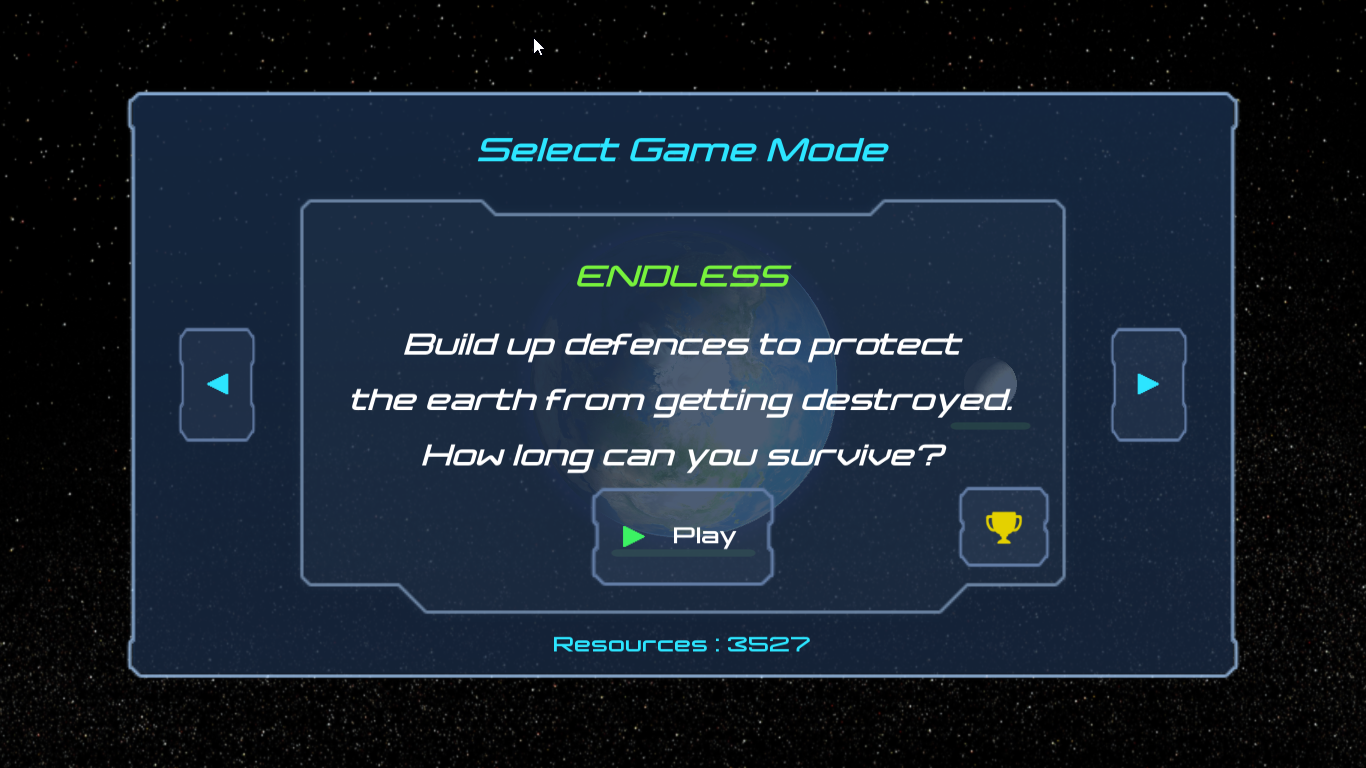 Select Game Mode
ENDLESS
Build up defences to protect
the earth from getting destroyed.
How long can you survive?
Play
Resources : 3527